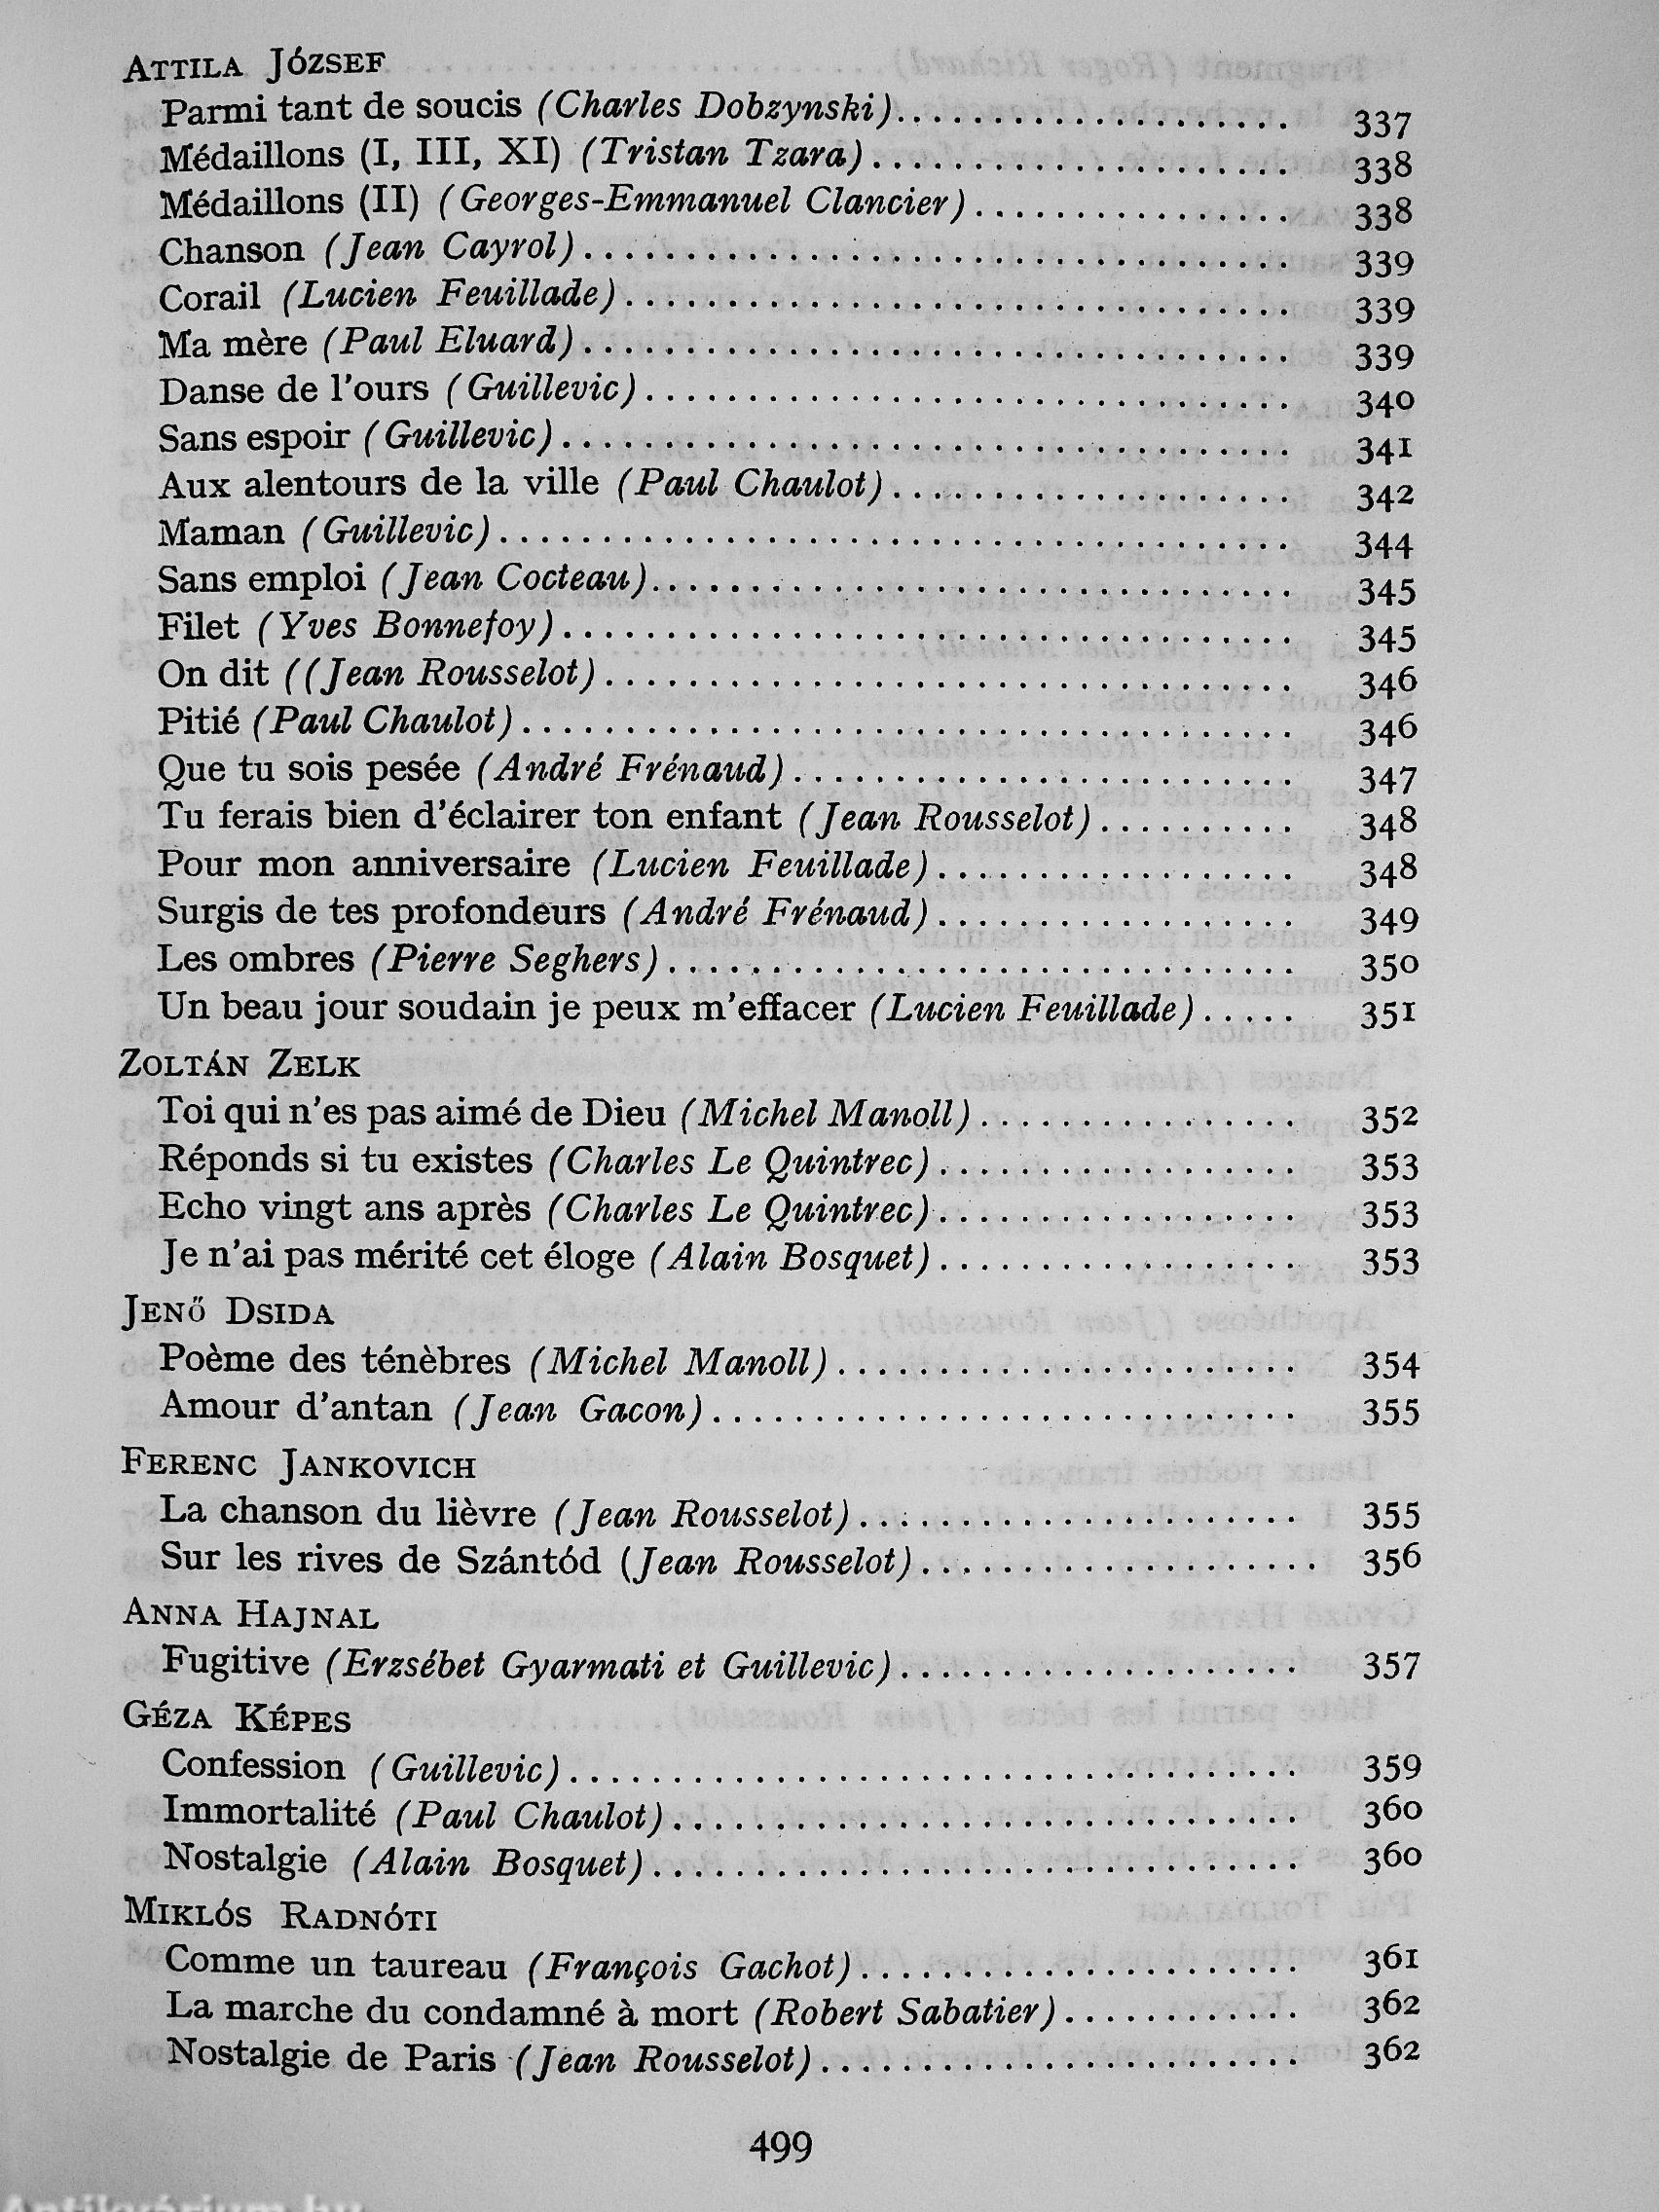 ATTILA JÓZSEF
Parmi tant de soucis (Charles Dobzynski) . . . . . . . . . . . . . . . . . . . 337
Médaillons (I, III, XI) (Tristan Tzara) . . . . . . . . . . . . . . . . . . . . 338
Médaillons (II) (Georges-Emmanuel Clancier) . . . . . . . . . . . . . . . 338
Chanson (Jean Cayrol) . . . . . . . . . . . . . . . . . . . . . . . . . . . . . . . . . . 339
Corail (Lucien Feuillade) . . . . . . . . . . . . . . . . . . . . . . . . . . . . . . . . 339
Ma mère (Paul Eluard) . . . . . . . . . . . . . . . . . . . . . . . . . . . . . . . . . . 339
Danse de l'ours (Guillevic) . . . . . . . . . . . . . . . . . . . . . . . . . . . . . . . 340
Sans espoir (Guillevic) . . . . . . . . . . . . . . . . . . . . . . . . . . . . . . . . . . . 341
Aux alentours de la ville (Paul Chaulot) . . . . . . . . . . . . . . . . . . . 342
Maman (Guillevic) . . . . . . . . . . . . . . . . . . . . . . . . . . . . . . . . . . . . . . 344
Sans emploi (Jean Cocteau) . . . . . . . . . . . . . . . . . . . . . . . . . . . . . . . 345
Filet (Yves Bonnefoy) . . . . . . . . . . . . . . . . . . . . . . . . . . . . . . . . . . . 345
On dit ((Jean Rousselot) . . . . . . . . . . . . . . . . . . . . . . . . . . . . . . . . . 346
Pitié (Paul Chaulot) . . . . . . . . . . . . . . . . . . . . . . . . . . . . . . . . . . . . . 346
Que tu sois pesée (André Frénaud) . . . . . . . . . . . . . . . . . . . . . . . . 347
Tu ferais bien d'éclairer ton enfant (Jean Rousselot) . . . . . . . . . . 348
Pour mon anniversaire (Lucien Feuillade) . . . . . . . . . . . . . . . . . 348
Surgis de tes profondeurs (André Frénaud) . . . . . . . . . . . . . . . . . 349
Les ombres (Pierre Seghers) . . . . . . . . . . . . . . . . . . . . . . . . . . . . . . 350
Un beau jour soudain je peux m'effacer (Lucien Feuillade) . . . . . 351
ZOLTÁN ZELK
Toi qui n'es pas aimé de Dieu (Michel Manoll) . . . . . . . . . . . . . . . 352
Réponds si tu existes (Charles Le Quintrec) . . . . . . . . . . . . . . . . . 353
Echo vingt ans après (Charles Le Quintrec) . . . . . . . . . . . . . . . . . 353
Je n'ai pas mérité cet éloge (Alain Bosquet) . . . . . . . . . . . . . . . . . 353
JENŐ DSIDA
Poème des ténèbres (Michel Manoll) . . . . . . . . . . . . . . . . . . . . . . 354
Amour d'antan (Jean Gacon) . . . . . . . . . . . . . . . . . . . . . . . . . . . . 355
FERENC JANKOVICH
La chanson du lièvre (Jean Rousselot) . . . . . . . . . . . . . . . . . . . . . 355
Sur les rives de Szántód (Jean Rousselot) . . . . . . . . . . . . . . . . . . . 356
ANNA HAJNAL
Fugitive (Erzsébet Gyarmati et Guillevic) . . . . . . . . . . . . . . . . . . . 357
GÉZA KÉPES
Confession (Guillevic) . . . . . . . . . . . . . . . . . . . . . . . . . . . . . . . . . . . 359
Immortalité (Paul Chaulot) . . . . . . . . . . . . . . . . . . . . . . . . . . . . . . 360
Nostalgie (Alain Bosquet) . . . . . . . . . . . . . . . . . . . . . . . . . . . . . . . 360
MIKLÓS RADNÓTI
Comme un taureau (François Gachot) . . . . . . . . . . . . . . . . . . . . . 361
La marche du condamné à mort (Robert Sabatier) . . . . . . . . . . . . 362
Nostalgie de Paris (Jean Rousselot) . . . . . . . . . . . . . . . . . . . . . . . 362
499